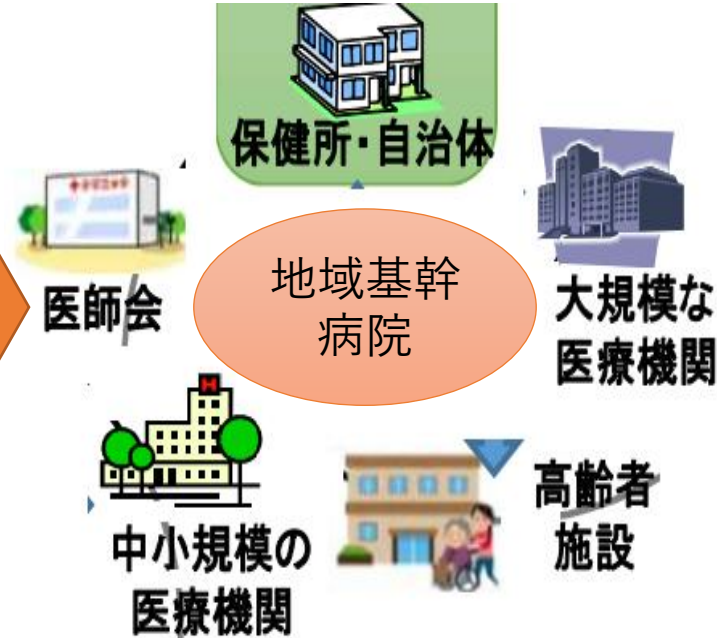 保健所・自治体
医師会
地域基幹
病院
大規模な
医療機関
中小規模の
医療機関
高齢者
施設
H